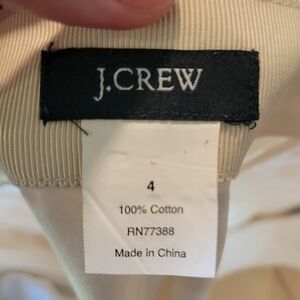 J.CREW
4
100% Cotton
RN77388
Made in China